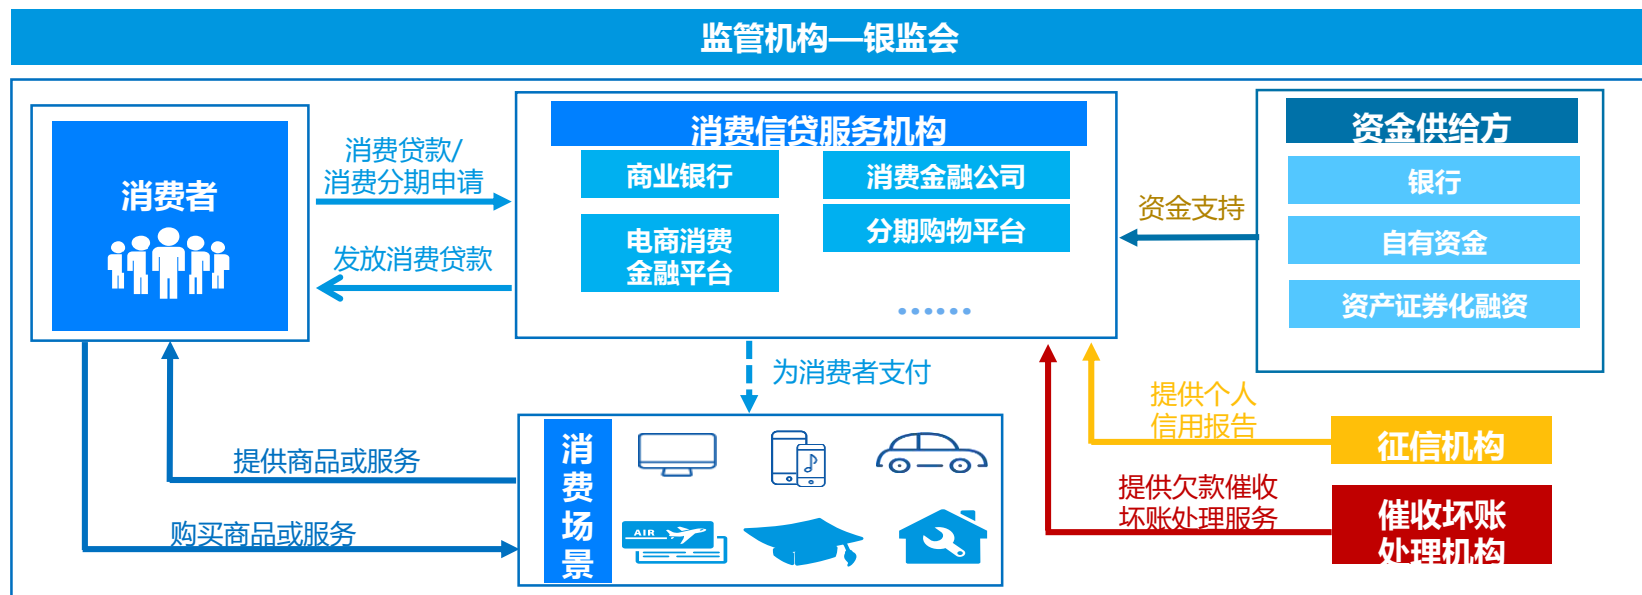 监管机构—银监会
消费者
消费贷款/
消费分期申请
发放消费贷款
消费信贷服务机构
商业银行
消费金融公司
电商消费
金融平台
分期购物平台
······
资金支持
资金供给方
银行
自有资金
资产证券化融资
为消费者支付
提供商品或服务
购买商品或服务
消
费
场
景
AIR
提供个人
信用报告
征信机构
提供欠款催收
坏账处理服务
催收坏账
处理机构